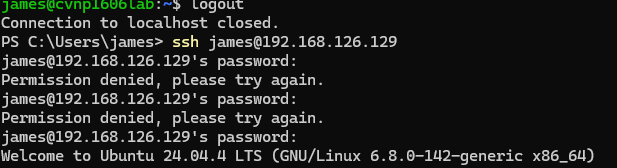 james@cvnp1606lab:~$ logout
Connection to localhost closed.
PS C:\Users\james> ssh james@192.168.126.129
james@192.168.126.129's password:
Permission denied, please try again.
james@192.168.126.129's password:
Permission denied, please try again.
james@192.168.126.129's password:
Welcome to Ubuntu 24.04.4 LTS (GNU/Linux 6.8.0-142-generic x86_64)